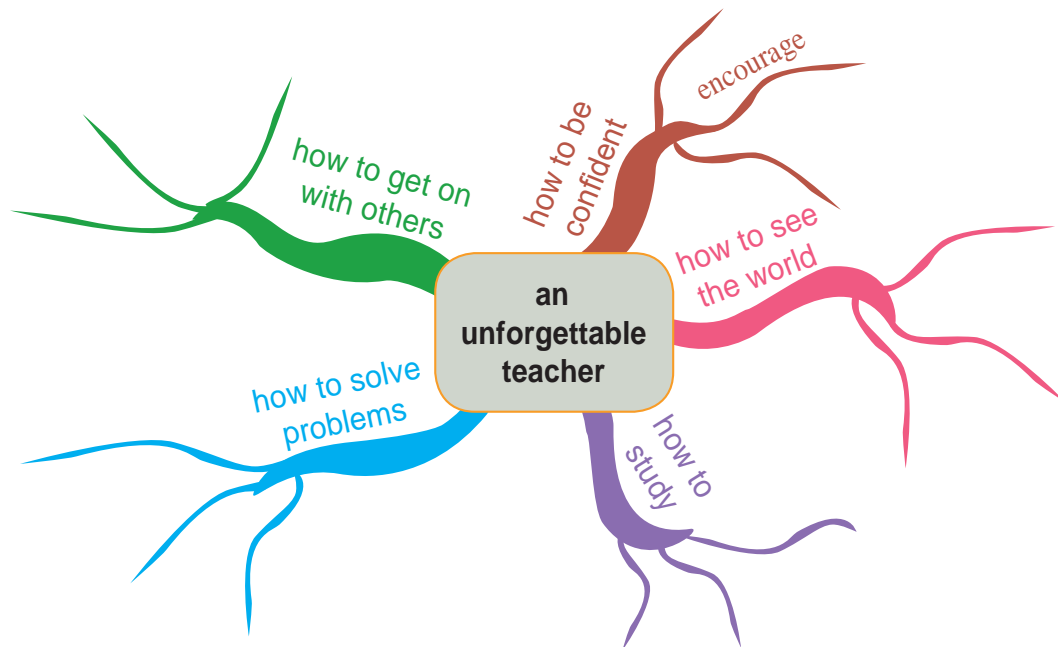 an
unforgettable
teacher
how to get on
with others
how to be
confident
encourage
how to see
the world
how to
study
how to solve
problems